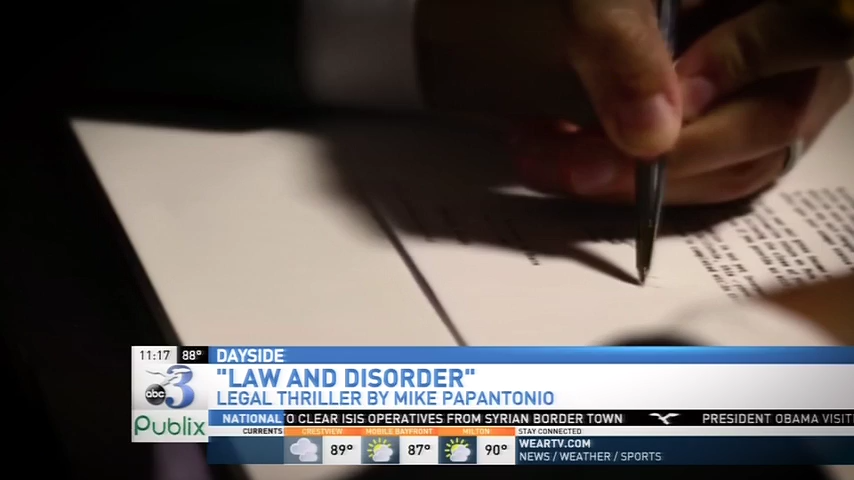 11:17 88°
DAYSIDE
abc 3
"LAW AND DISORDER"
LEGAL THRILLER BY MIKE PAPANTONIO
Publix
NATIONAL TO CLEAR ISIS OPERATIVES FROM SYRIAN BORDER TOWN PRESIDENT OBAMA VISIT
CURRENTS CRESTVIEW MOBILE BAYFRONT MILTON STAY CONNECTED
89° 87° 90° WEARTV.COM
NEWS / WEATHER / SPORTS